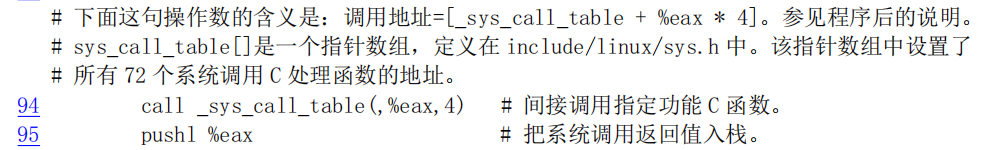 # 下面这句操作数的含义是：调用地址=[_sys_call_table + %eax * 4]。参见程序后的说明。
# sys_call_table[]是一个指针数组，定义在 include/linux/sys.h 中。该指针数组中设置了
# 所有 72 个系统调用 C 处理函数的地址。
94 call _sys_call_table(,%eax,4) # 间接调用指定功能 C 函数。
95 pushl %eax # 把系统调用返回值入栈。